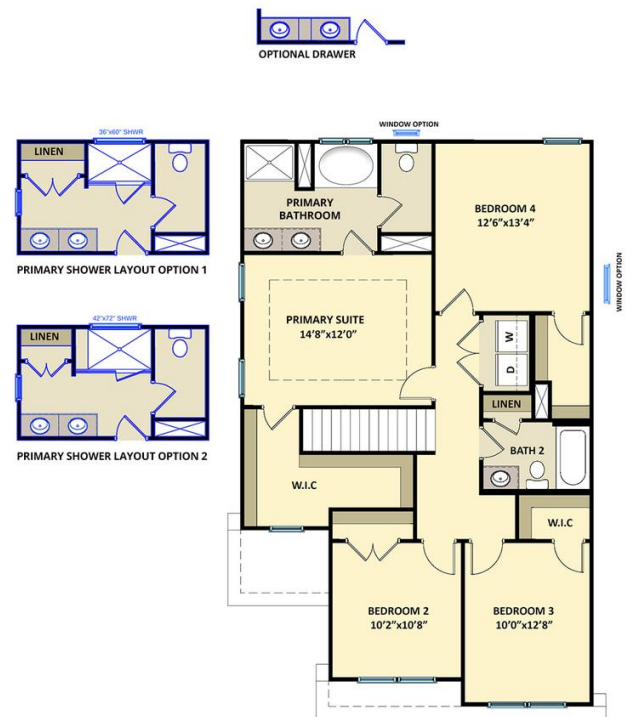 OPTIONAL DRAWER
36"x60" SHWR
LINEN
PRIMARY SHOWER LAYOUT OPTION 1
42"x72" SHWR
LINEN
PRIMARY SHOWER LAYOUT OPTION 2
WINDOW OPTION
PRIMARY
BATHROOM
BEDROOM 4
12'6"x13'4"
WINDOW OPTION
PRIMARY SUITE
14'8"x12'0"
W
D
LINEN
BATH 2
W.I.C
W.I.C
BEDROOM 2
10'2"x10'8"
BEDROOM 3
10'0"x12'8"